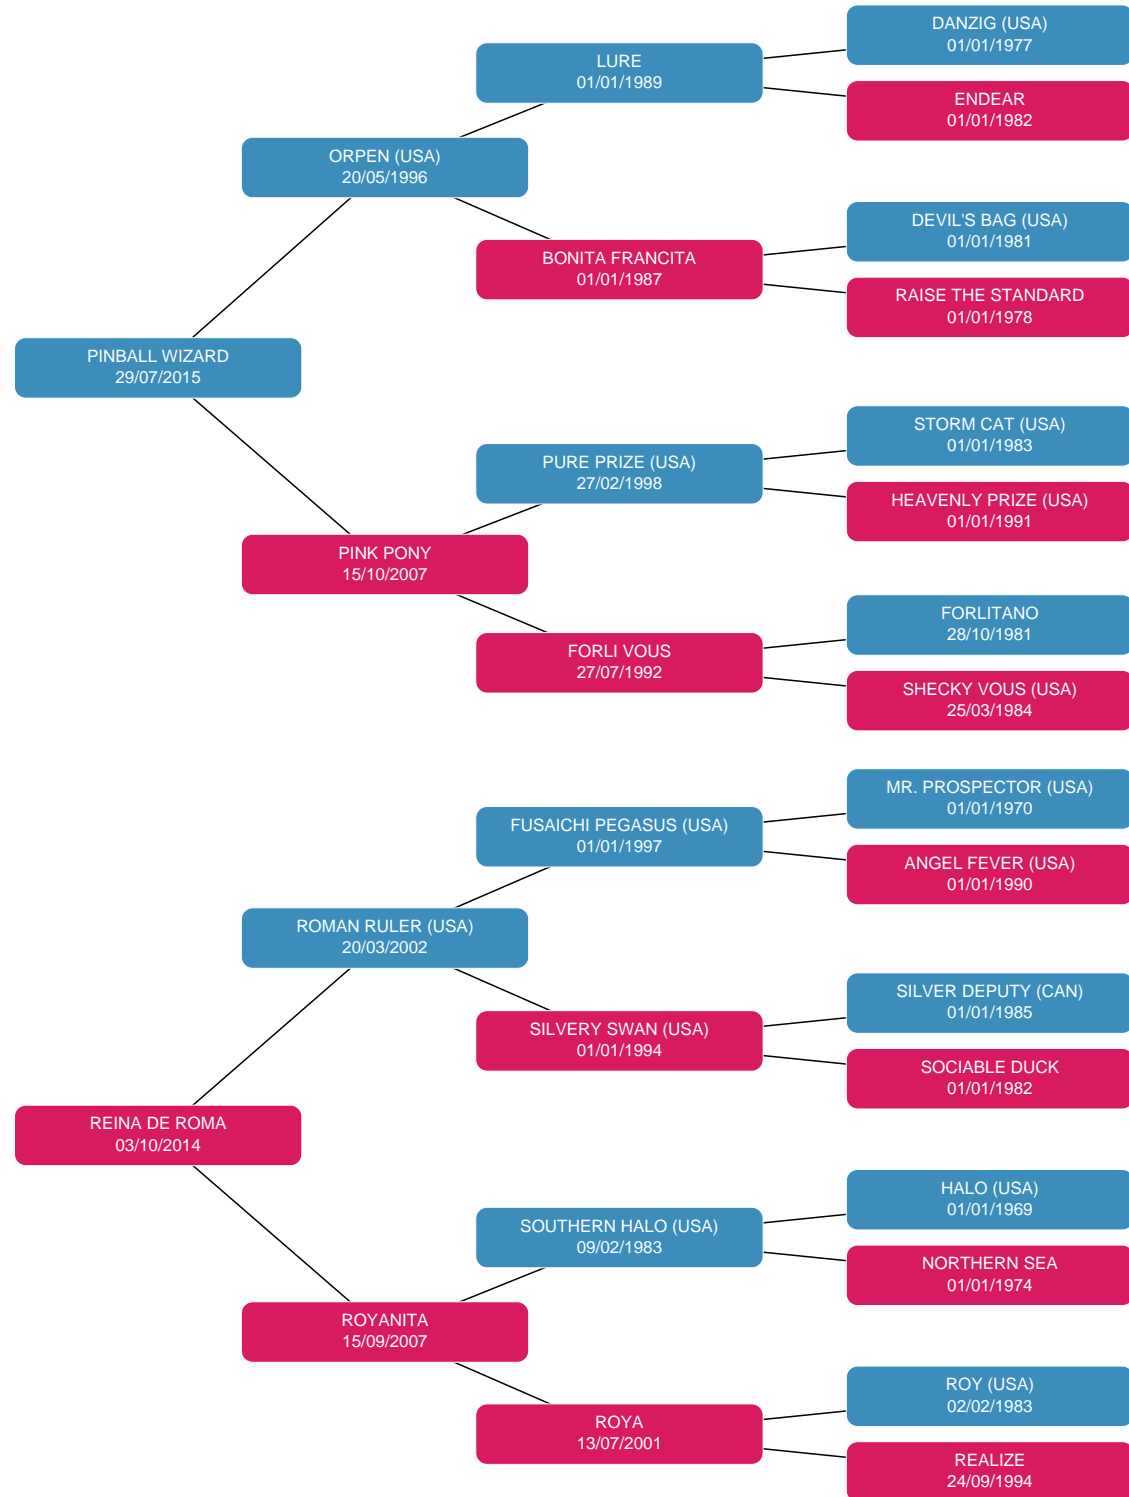 DANZIG (USA)
01/01/1977
LURE
01/01/1989
ENDEAR
01/01/1982
ORPEN (USA)
20/05/1996
DEVIL'S BAG (USA)
01/01/1981
BONITA FRANCITA
01/01/1987
RAISE THE STANDARD
01/01/1978
PINBALL WIZARD
29/07/2015
STORM CAT (USA)
01/01/1983
PURE PRIZE (USA)
27/02/1998
HEAVENLY PRIZE (USA)
01/01/1991
PINK PONY
15/10/2007
FORLITANO
28/10/1981
FORLI VOUS
27/07/1992
SHECKY VOUS (USA)
25/03/1984
MR. PROSPECTOR (USA)
01/01/1970
FUSAICHI PEGASUS (USA)
01/01/1997
ANGEL FEVER (USA)
01/01/1990
ROMAN RULER (USA)
20/03/2002
SILVER DEPUTY (CAN)
01/01/1985
SILVERY SWAN (USA)
01/01/1994
SOCIABLE DUCK
01/01/1982
REINA DE ROMA
03/10/2014
HALO (USA)
01/01/1969
SOUTHERN HALO (USA)
09/02/1983
NORTHERN SEA
01/01/1974
ROYANITA
15/09/2007
ROY (USA)
02/02/1983
ROYA
13/07/2001
REALIZE
24/09/1994